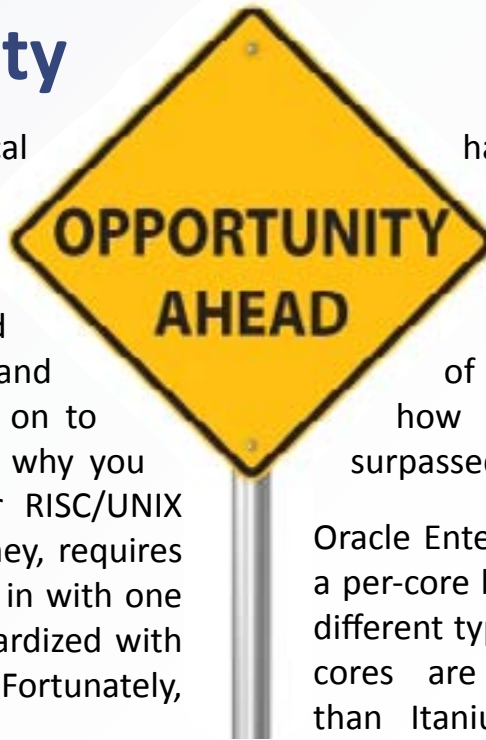 ty
cal
d
and
on to
why you
r RISC/UNIX
ney, requires
in with one
ardized with
Fortunately,
OPPORTUNITY
AHEAD
ha
of
how
surpassed
Oracle Ente
a per-core
different typ
cores are
than Itaniu